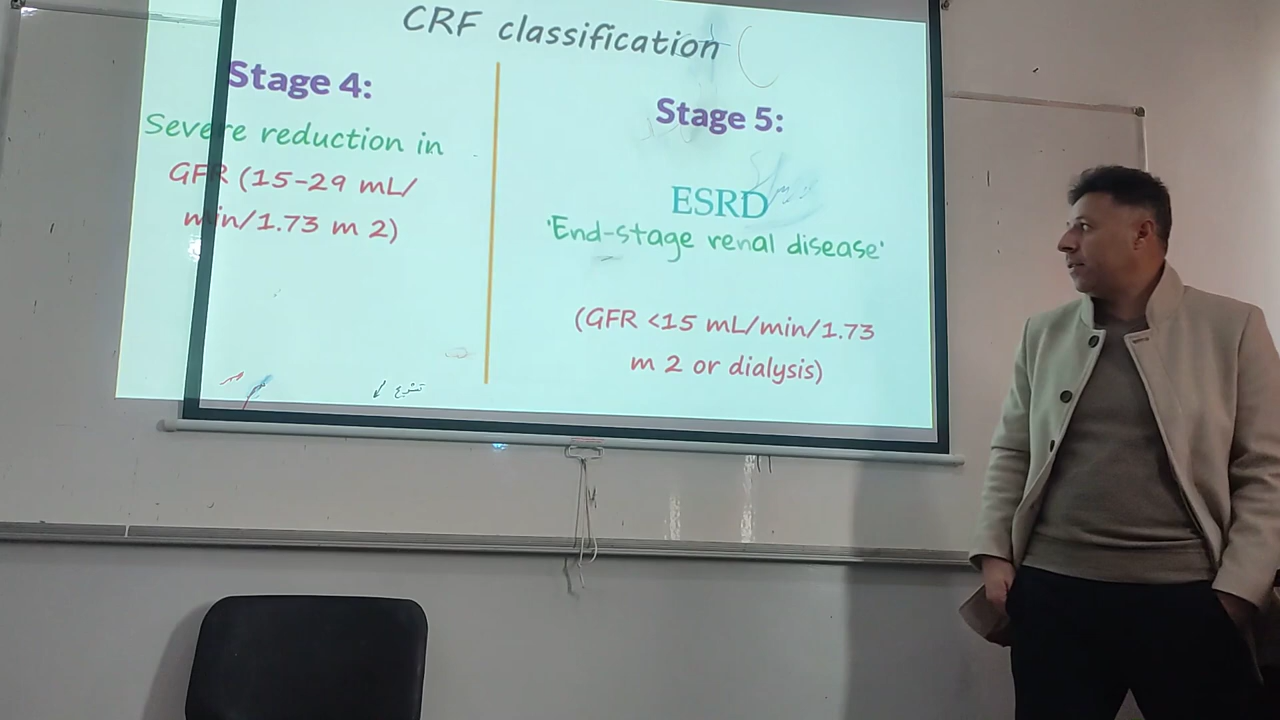 CRF classification
Stage 4:
Severe reduction in
GFR (15-29 mL/
min/1.73 m 2)
Stage 5:
ESRD
'End-stage renal disease'
(GFR <15 mL/min/1.73
m 2 or dialysis)